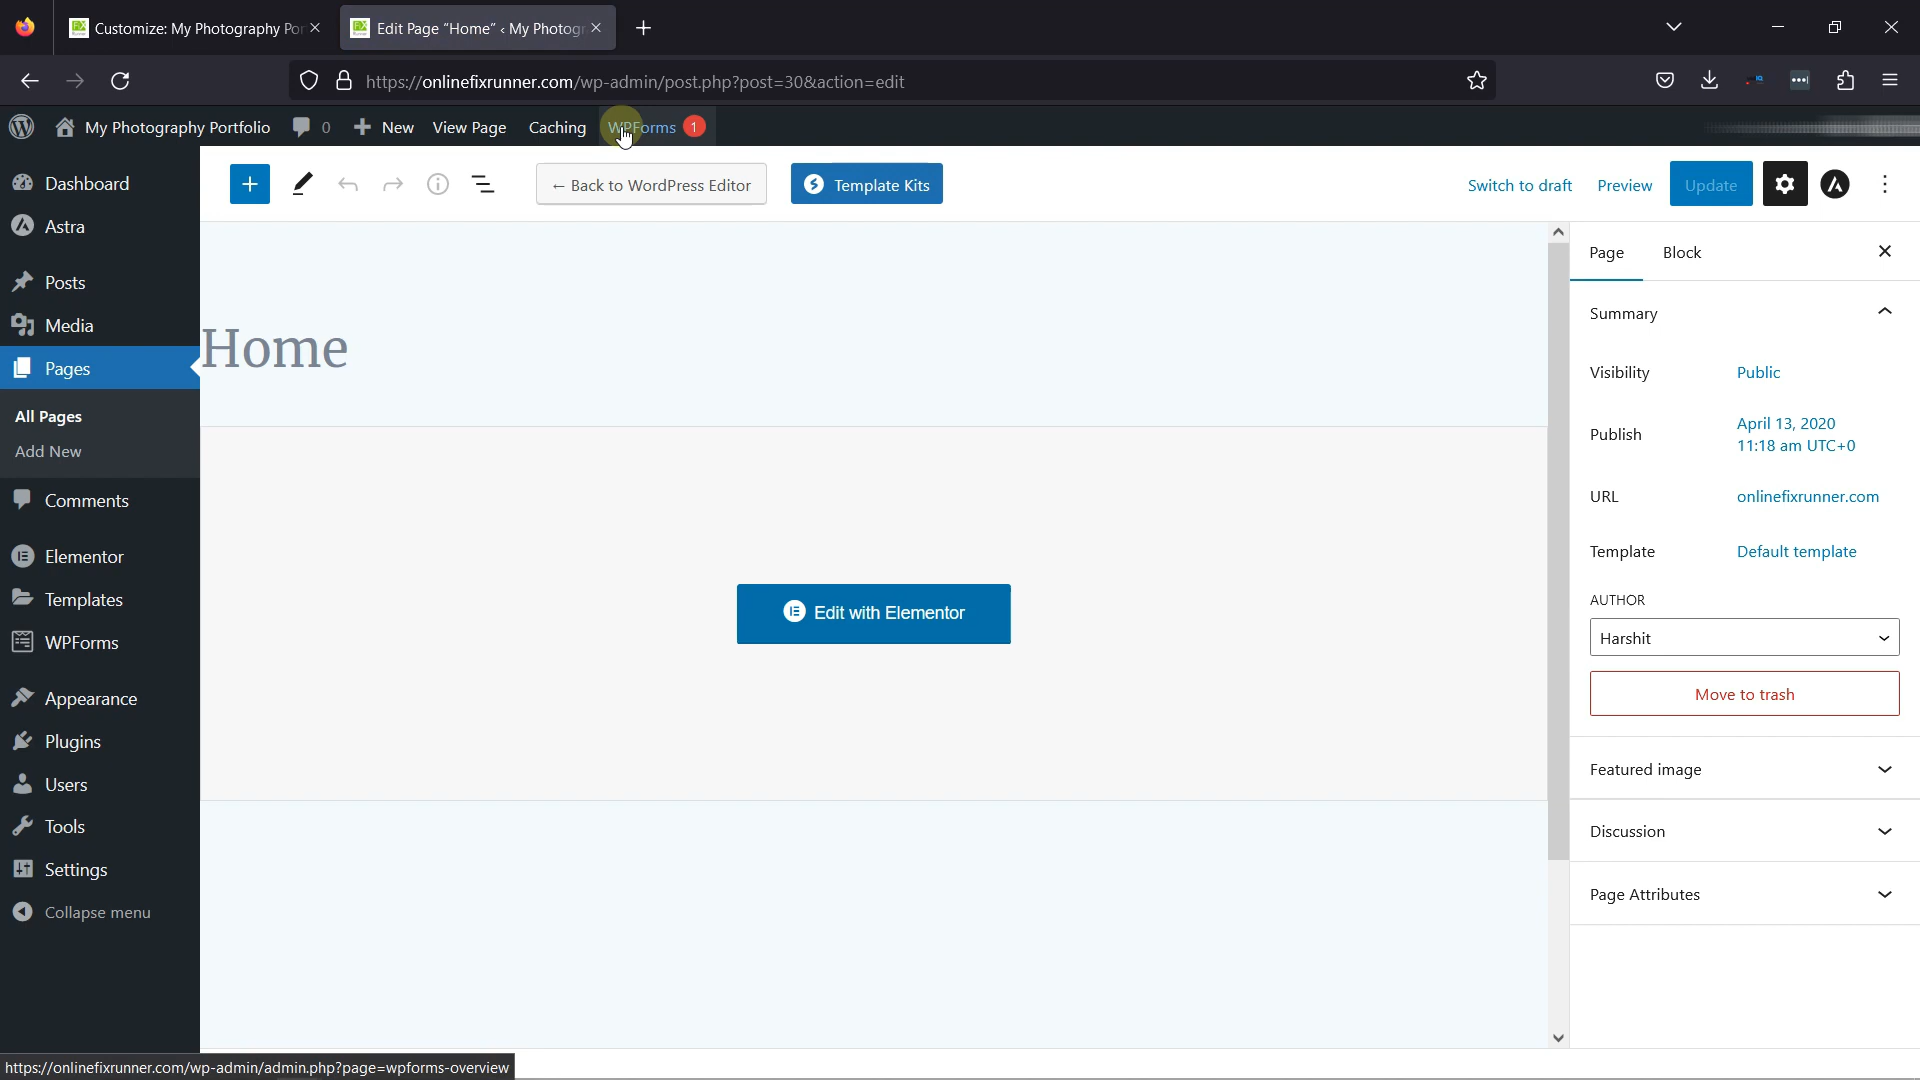 Customize: My Photography Por
Edit Page "Home" ‹ My Photogr
https://onlinefixrunner.com/wp-admin/post.php?post=30&action=edit
My Photography Portfolio
0
New
View Page
Caching
WPForms
1
Dashboard
Astra
Posts
Media
Pages
All Pages
Add New
Comments
Elementor
Templates
WPForms
Appearance
Plugins
Users
Tools
Settings
Collapse menu
← Back to WordPress Editor
Template Kits
Switch to draft
Preview
Update
Home
Edit with Elementor
Page
Block
Summary
Visibility
Public
Publish
April 13, 2020
11:18 am UTC+0
URL
onlinefixrunner.com
Template
Default template
AUTHOR
Harshit
Move to trash
Featured image
Discussion
Page Attributes
https://onlinefixrunner.com/wp-admin/admin.php?page=wpforms-overview